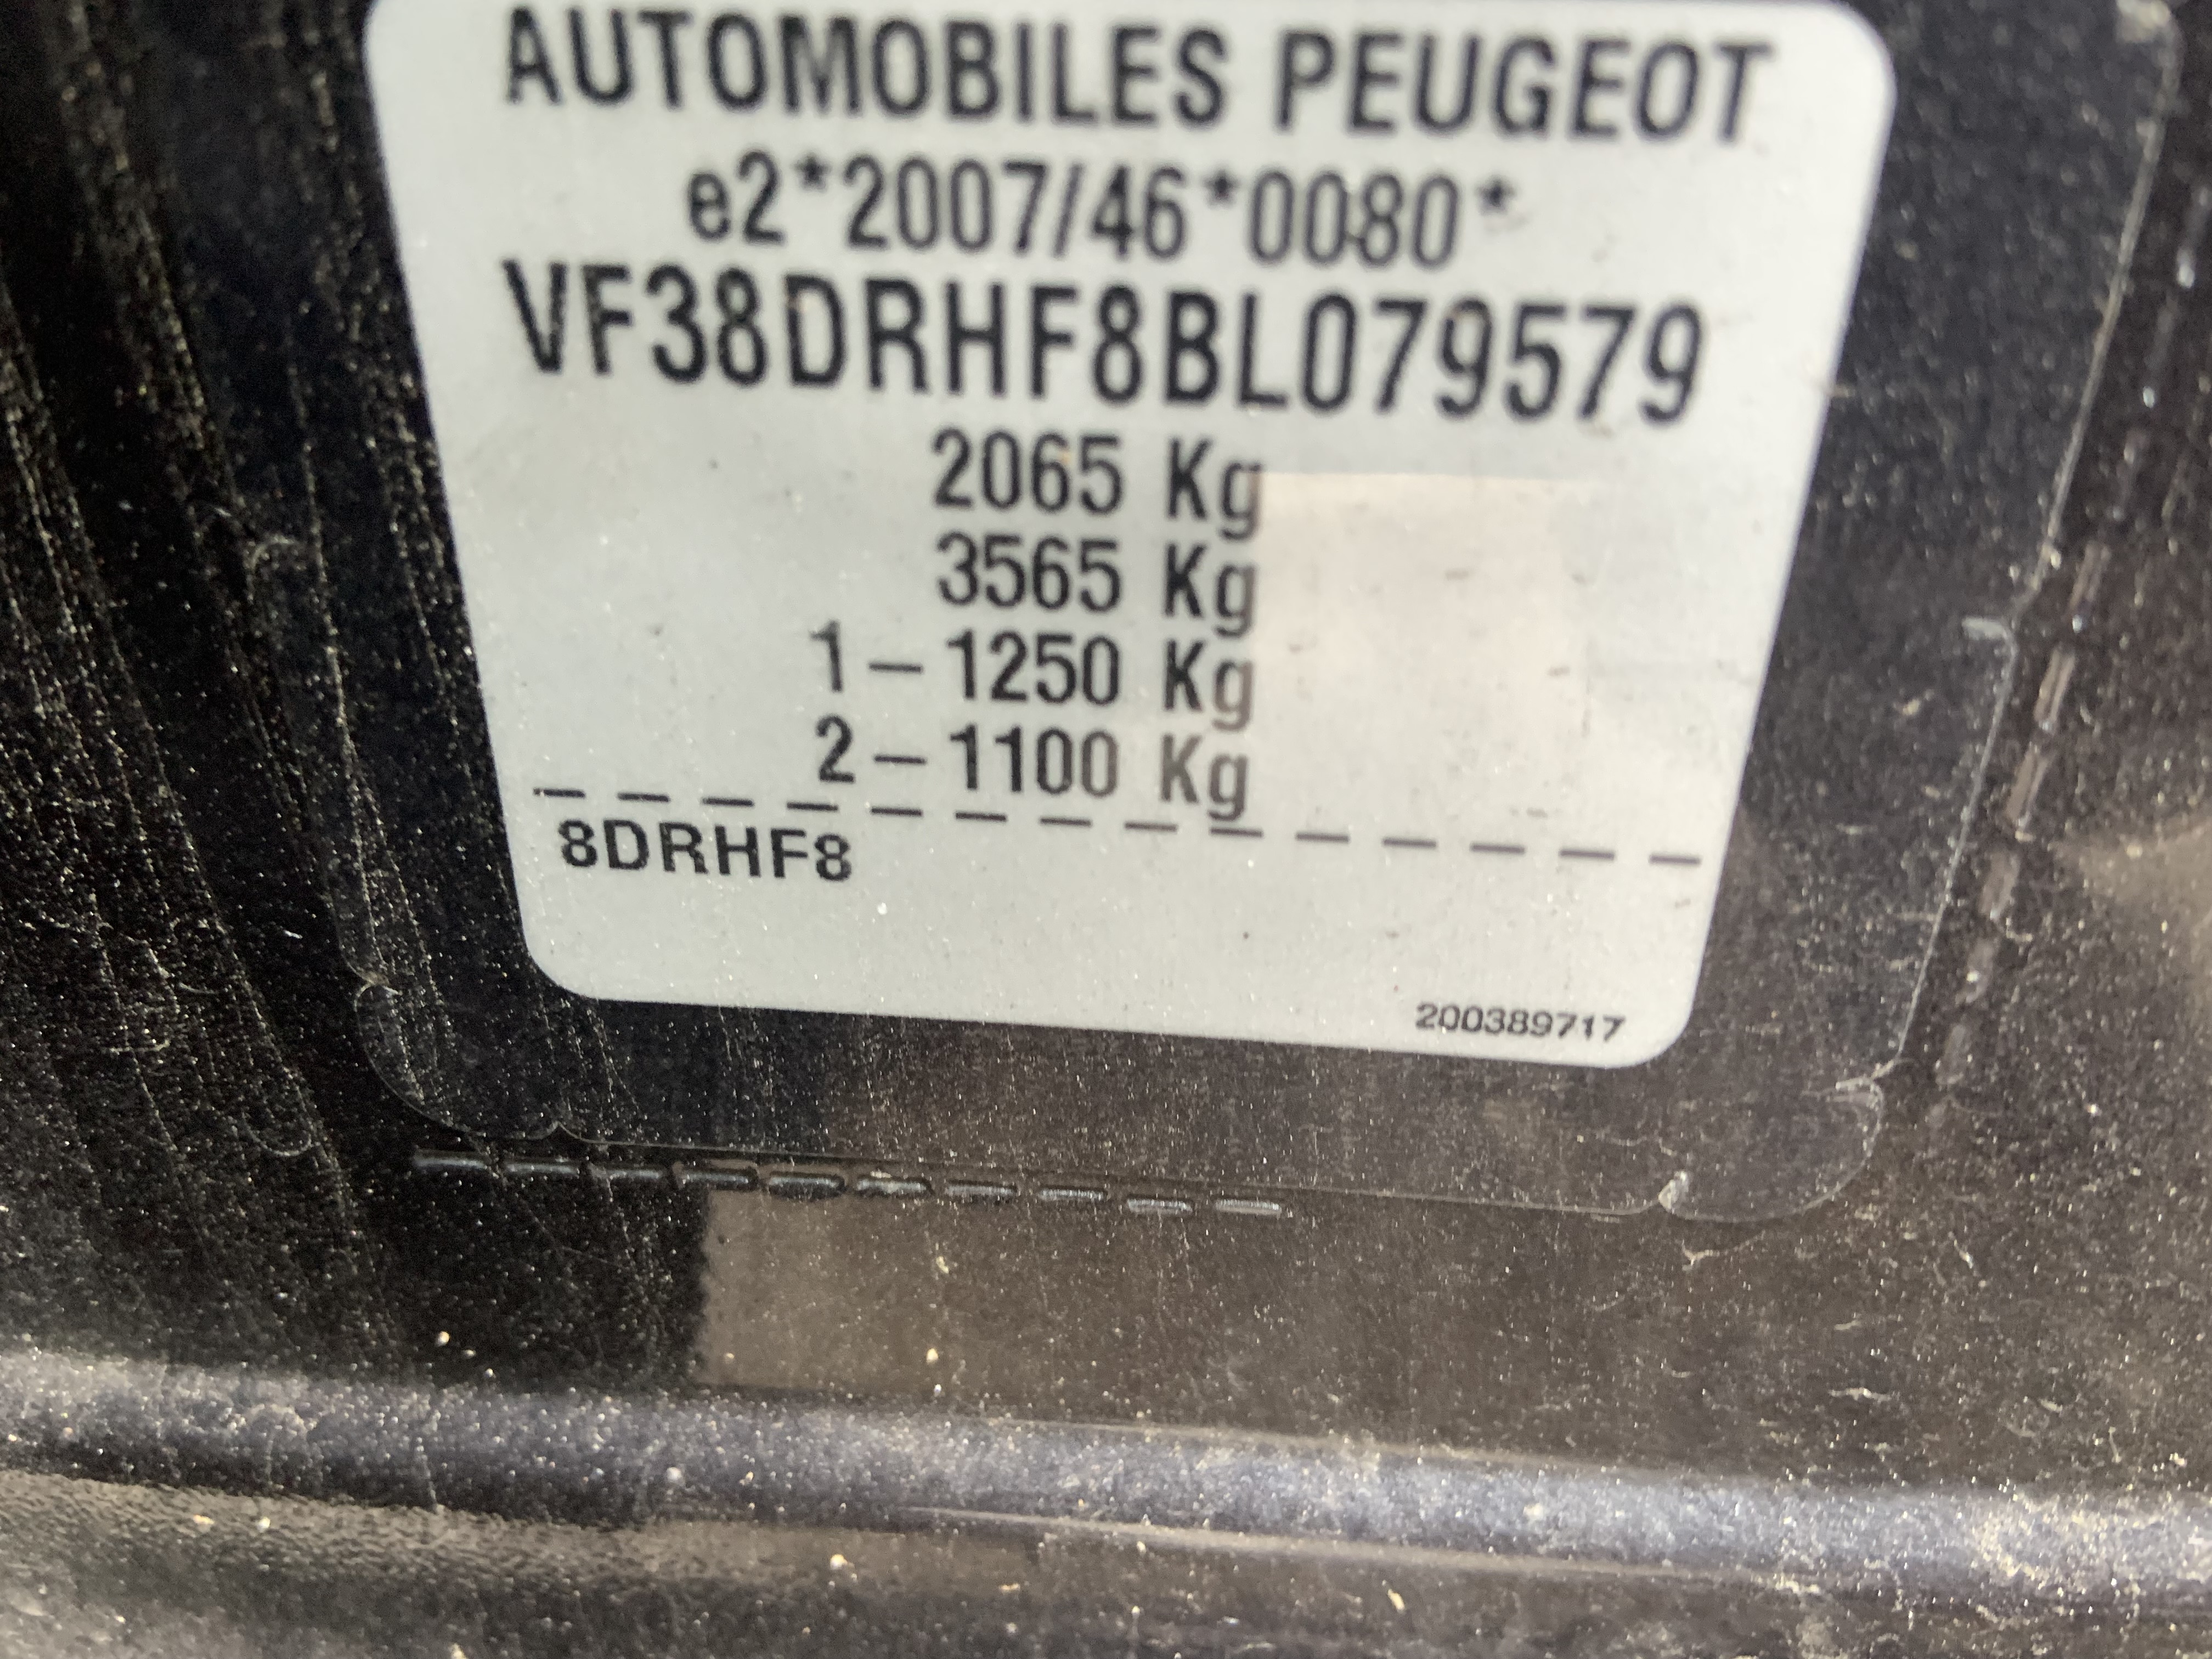 AUTOMOBILES PEUGEOT
e2*2007/46*0080*
VF38DRHF8BL079579
2065 Kg
3565 Kg
1 – 1250 Kg
2 – 1100 Kg
8DRHF8
200389717